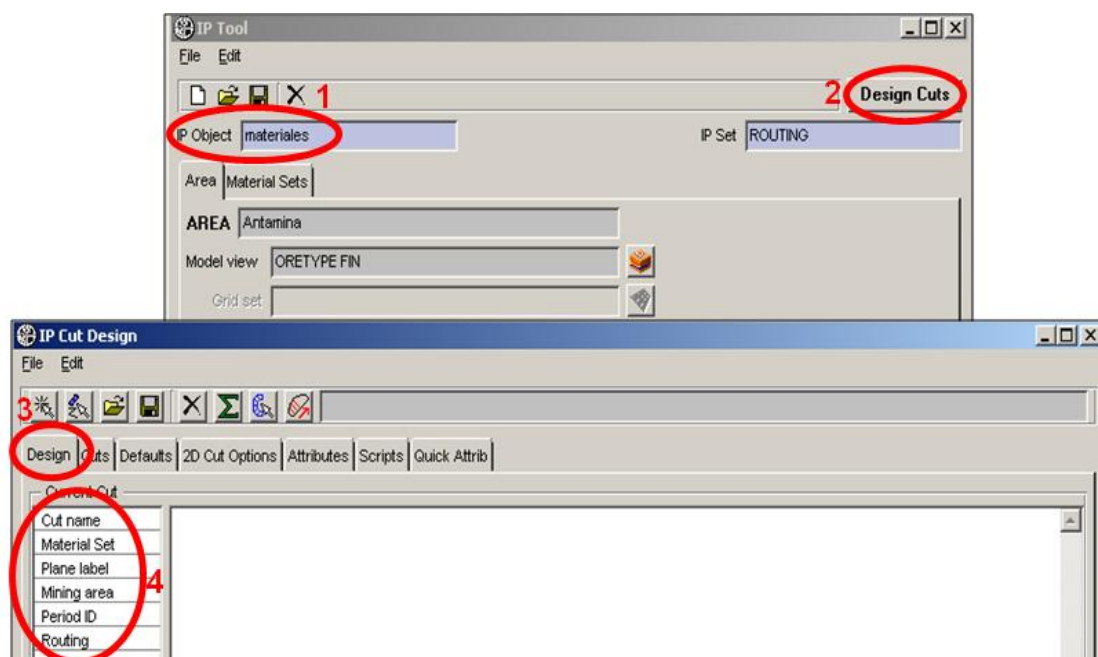 IP Tool
File Edit
1 2 Design Cuts
IP Object materiales IP Set ROUTING
Area Material Sets
AREA Antamina
Model view ORETYPE FIN
Grid set
IP Cut Design
File Edit
3
Design Cuts Defaults 2D Cut Options Attributes Scripts Quick Attrib
Current Cut
Cut name
Material Set
Plane label
Mining area 4
Period ID
Routing